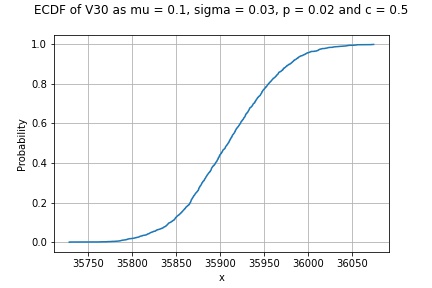 ECDF of V30 as mu = 0.1, sigma = 0.03, p = 0.02 and c = 0.5
1.0
0.8
0.6
0.4
0.2
0.0
Probability
35750 35800 35850 35900 35950 36000 36050
x